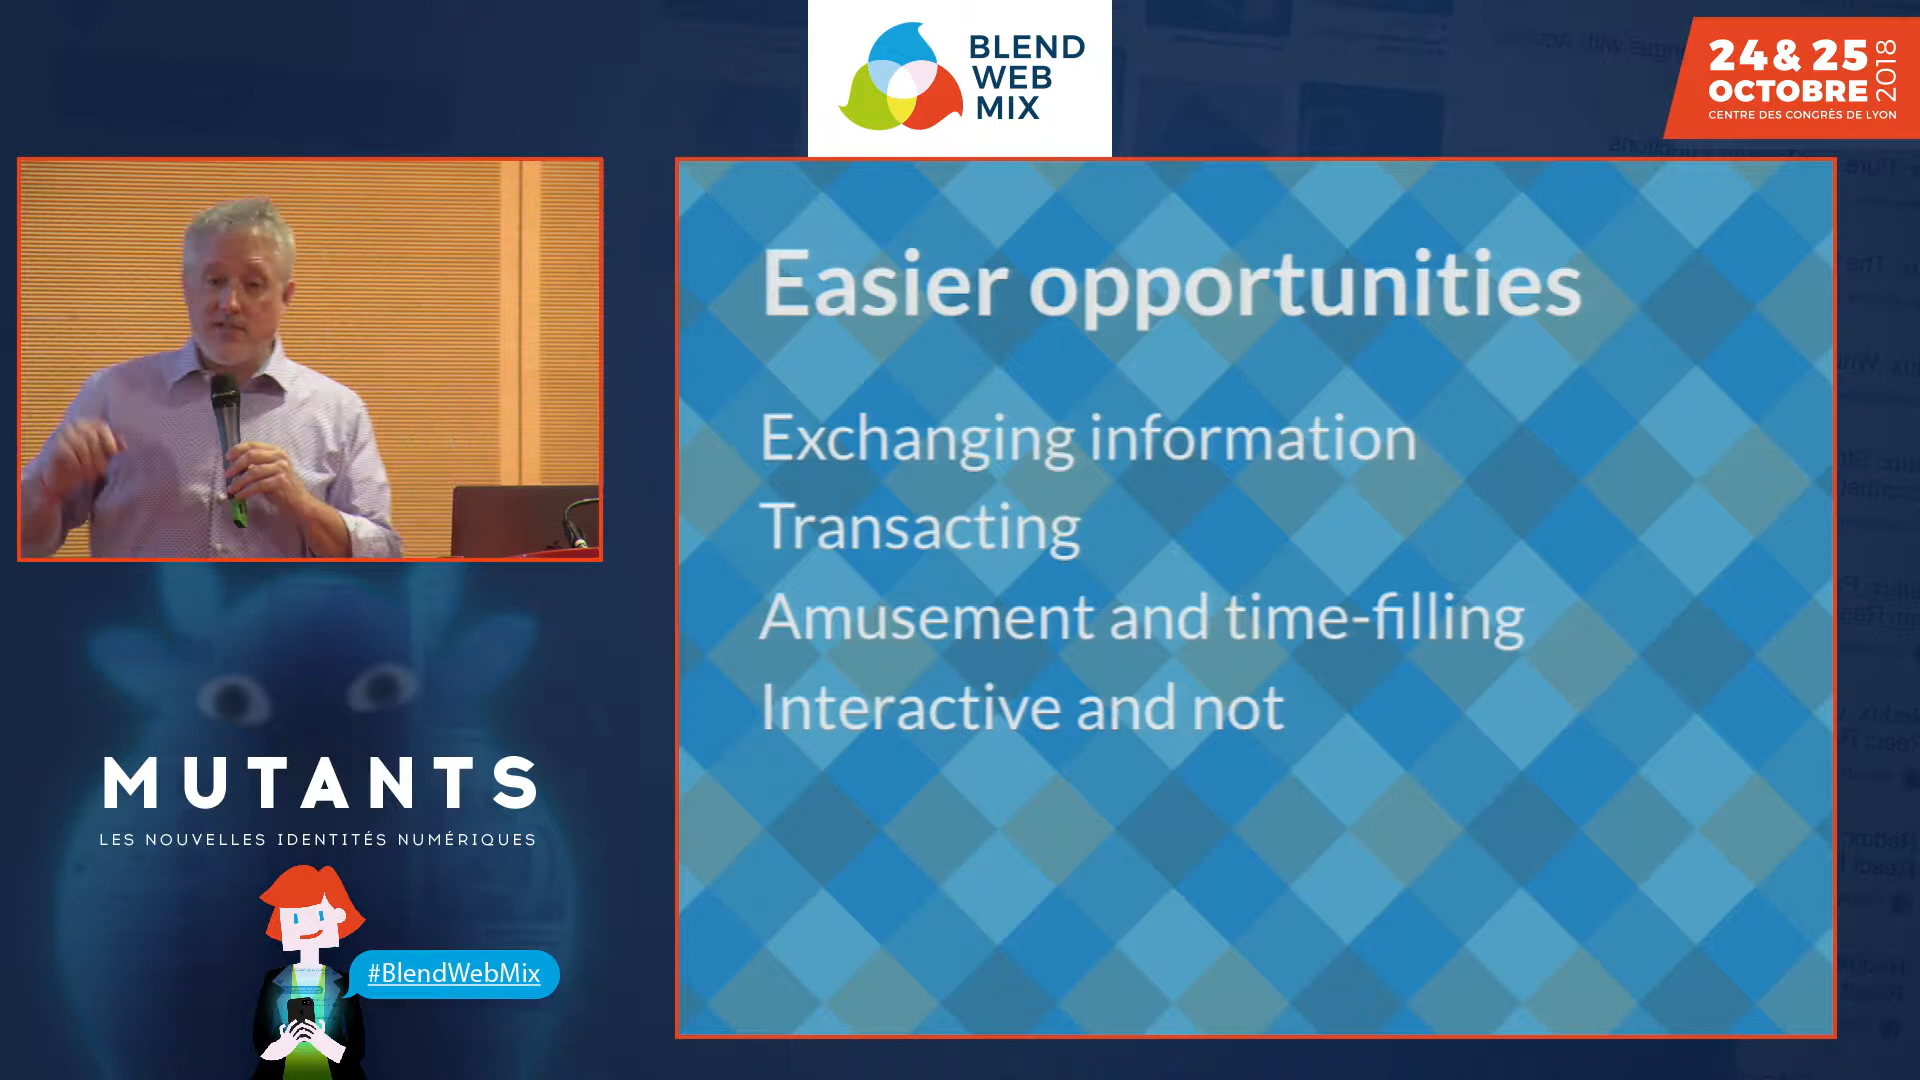 BLEND
WEB
MIX
24 & 25
OCTOBRE
2018
CENTRE DES CONGRÈS DE LYON
Easier opportunities
Exchanging information
Transacting
Amusement and time-filling
Interactive and not
MUTANTS
LES NOUVELLES IDENTITÉS NUMÉRIQUES
#BlendWebMix